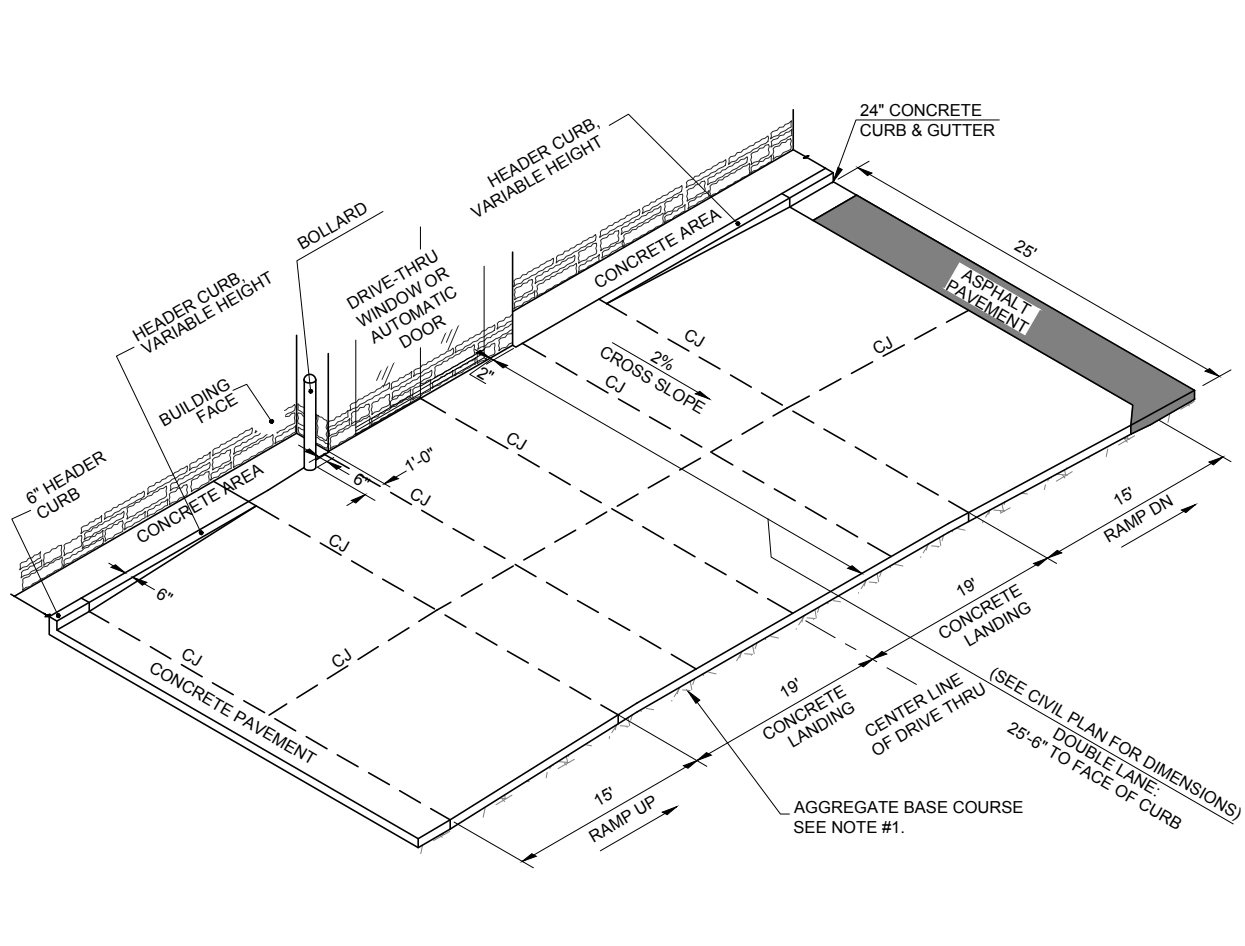 24" CONCRETE
CURB & GUTTER
HEADER CURB,
VARIABLE HEIGHT
BOLLARD
DRIVE-THRU
WINDOW OR
AUTOMATIC
DOOR
HEADER CURB,
VARIABLE HEIGHT
BUILDING
FACE
6" HEADER
CURB
CONCRETE AREA
CONCRETE AREA
25'
ASPHALT
PAVEMENT
CJ
CJ
2%
CROSS SLOPE
CJ
2"
CJ
1'-0"
6"
CJ
CJ
6"
CJ
CJ
CONCRETE PAVEMENT
15'
RAMP DN
19'
CONCRETE
LANDING
19'
CONCRETE
LANDING
CENTER LINE
OF DRIVE THRU
(SEE CIVIL PLAN FOR DIMENSIONS)
DOUBLE LANE:
25'-6" TO FACE OF CURB
15'
RAMP UP
AGGREGATE BASE COURSE
SEE NOTE #1.